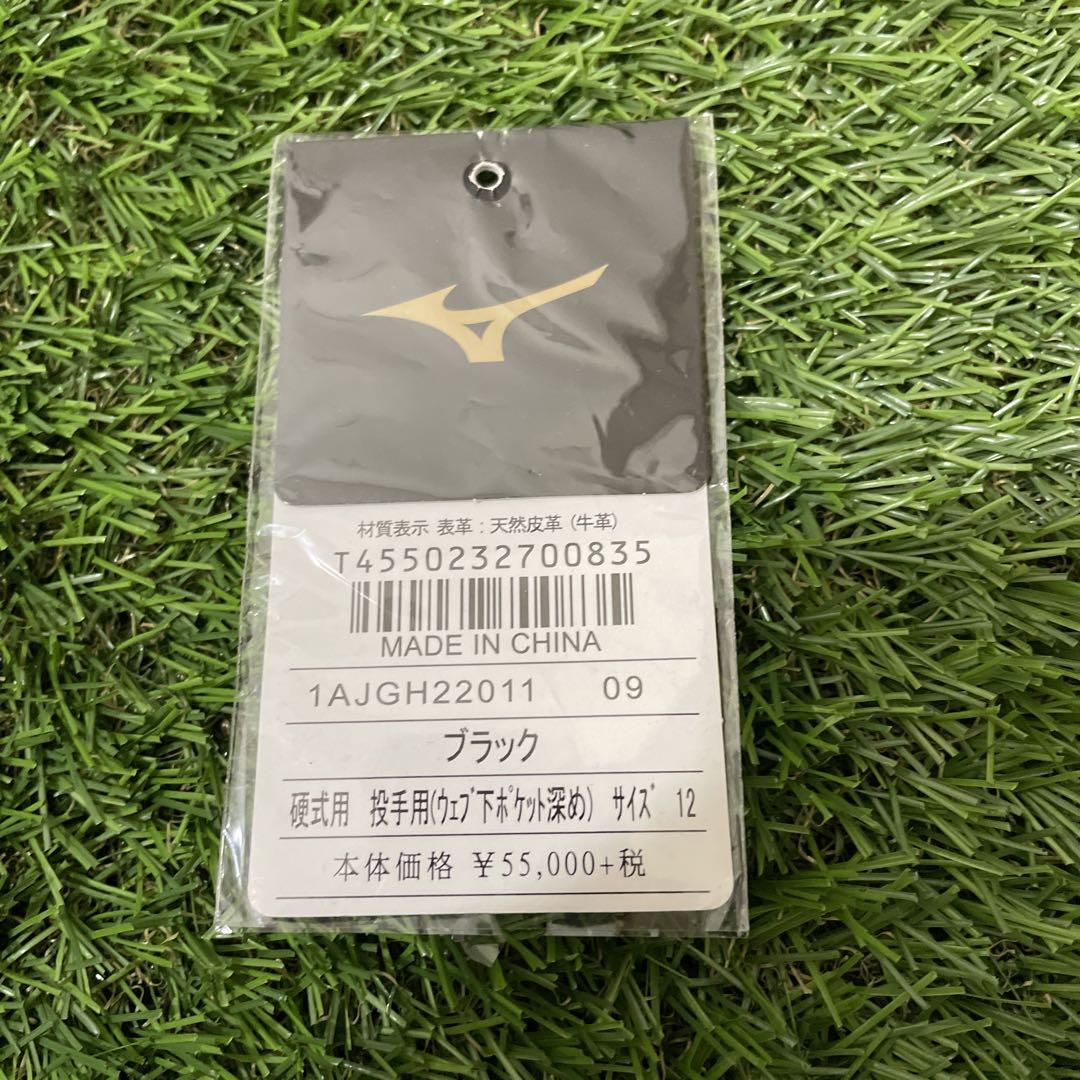 材質表示 表革：天然皮革（牛革）
T4550232700835
MADE IN CHINA
1AJGH22011 09
ブラック
硬式用 投手用(ｳｪﾌﾞ下ﾎﾟｹｯﾄ深め) ｻｲｽﾞ 12
本体価格 ￥55,000+税